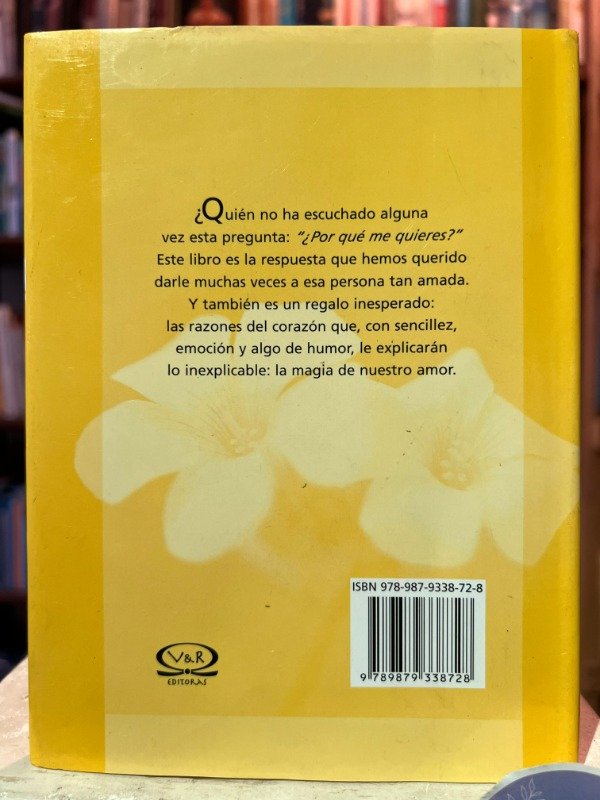 ¿Quién no ha escuchado alguna
vez esta pregunta: "¿Por qué me quieres?"
Este libro es la respuesta que hemos querido
darle muchas veces a esa persona tan amada.
Y también es un regalo inesperado:
las razones del corazón que, con sencillez,
emoción y algo de humor, le explicarán
lo inexplicable: la magia de nuestro amor.
ISBN 978-987-9338-72-8
9 789879 338728
V&R
EDITORAS